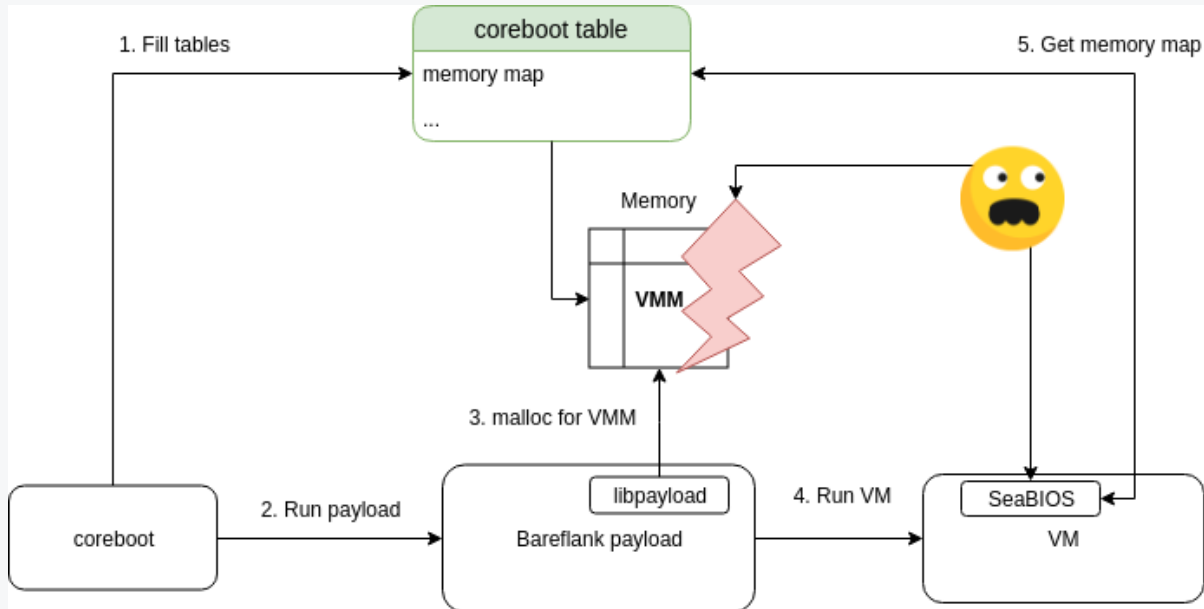 coreboot table
1. Fill tables
5. Get memory map
memory map
...
Memory
VMM
3. malloc for VMM
libpayload
4. Run VM
SeaBIOS
2. Run payload
coreboot
Bareflank payload
VM